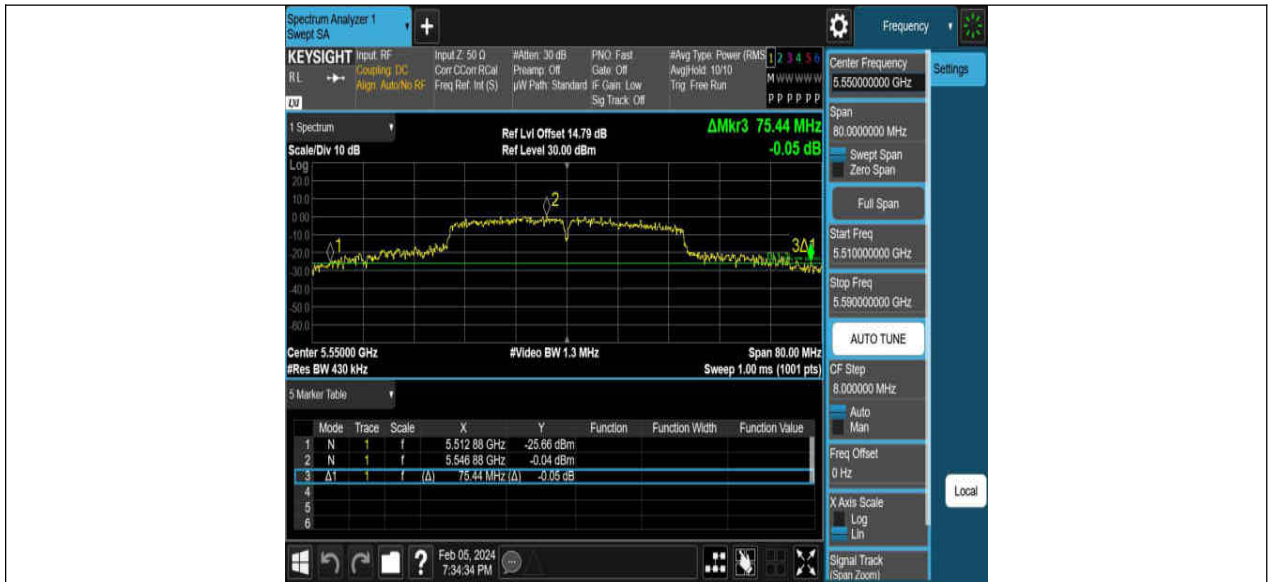 Spectrum Analyzer 1
Swept SA
+
Frequency
KEYSIGHT
RL
LXI
Input: RF
Coupling: DC
Align: Auto/No RF
Input Z: 50 Ω
Corr CCorr RCal
Freq Ref: Int (S)
#Atten: 30 dB
Preamp: Off
µW Path: Standard
PNO: Fast
Gate: Off
IF Gain: Low
Sig Track: Off
#Avg Type: Power (RMS
Avg|Hold: 10/10
Trig: Free Run
1 2 3 4 5 6
M W W W W W
P P P P P P
Center Frequency
5.550000000 GHz
Settings
Span
80.0000000 MHz
Swept Span
Zero Span
Full Span
Start Freq
5.510000000 GHz
Stop Freq
5.590000000 GHz
AUTO TUNE
CF Step
8.000000 MHz
Auto
Man
Freq Offset
0 Hz
X Axis Scale
Log
Lin
Signal Track
(Span Zoom)
Local
1 Spectrum
Scale/Div 10 dB
Ref Lvl Offset 14.79 dB
Ref Level 30.00 dBm
ΔMkr3 75.44 MHz
-0.05 dB
Log
20.0
10.0
0.00
-10.0
-20.0
-30.0
-40.0
-50.0
-60.0
1
2
3Δ1
Center 5.55000 GHz
#Video BW 1.3 MHz
Span 80.00 MHz
#Res BW 430 kHz
Sweep 1.00 ms (1001 pts)
5 Marker Table
Mode Trace Scale X Y Function Function Width Function Value
1 N 1 f 5.512 88 GHz -25.66 dBm
2 N 1 f 5.546 88 GHz -0.04 dBm
3 Δ1 1 f (Δ) 75.44 MHz (Δ) -0.05 dB
4
5
6
?
Feb 05, 2024
7:34:34 PM